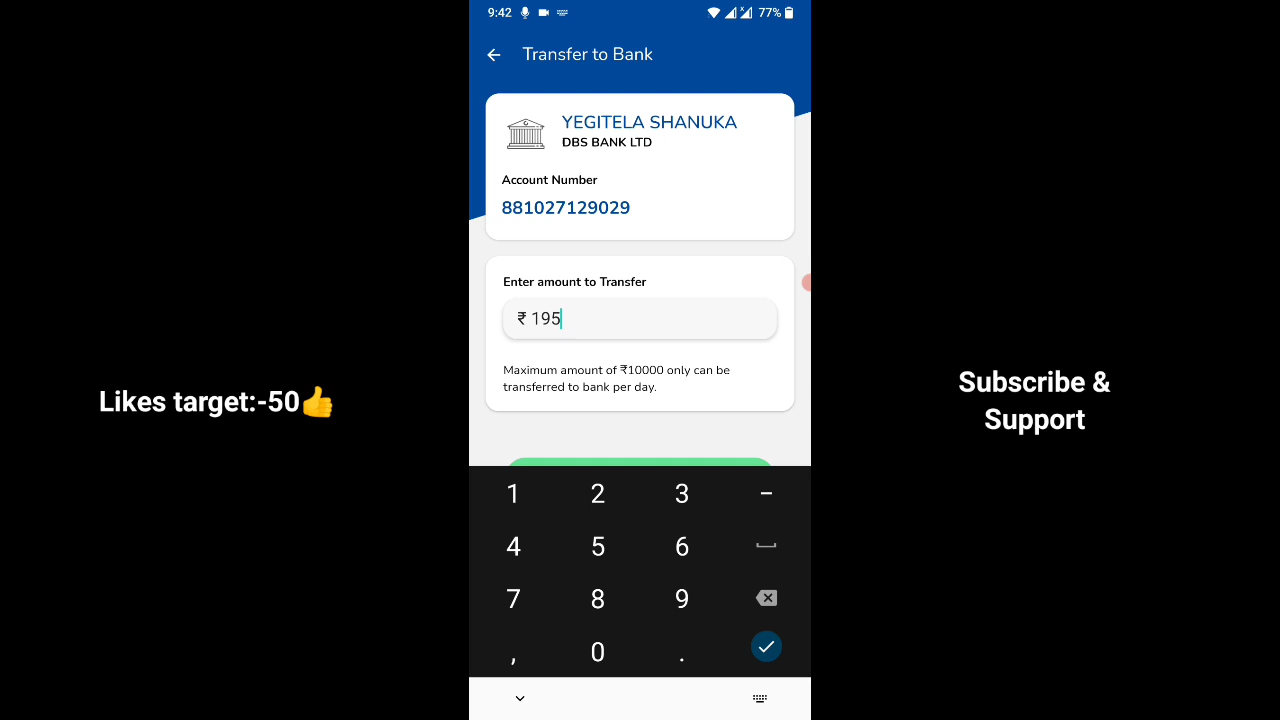 9:42
77%
Transfer to Bank
YEGITELA SHANUKA
DBS BANK LTD
Account Number
881027129029
Enter amount to Transfer
₹ 195
Maximum amount of ₹10000 only can be
transferred to bank per day.
Likes target:-50👍
Subscribe &
Support
1 2 3 -
4 5 6
7 8 9
, 0 .